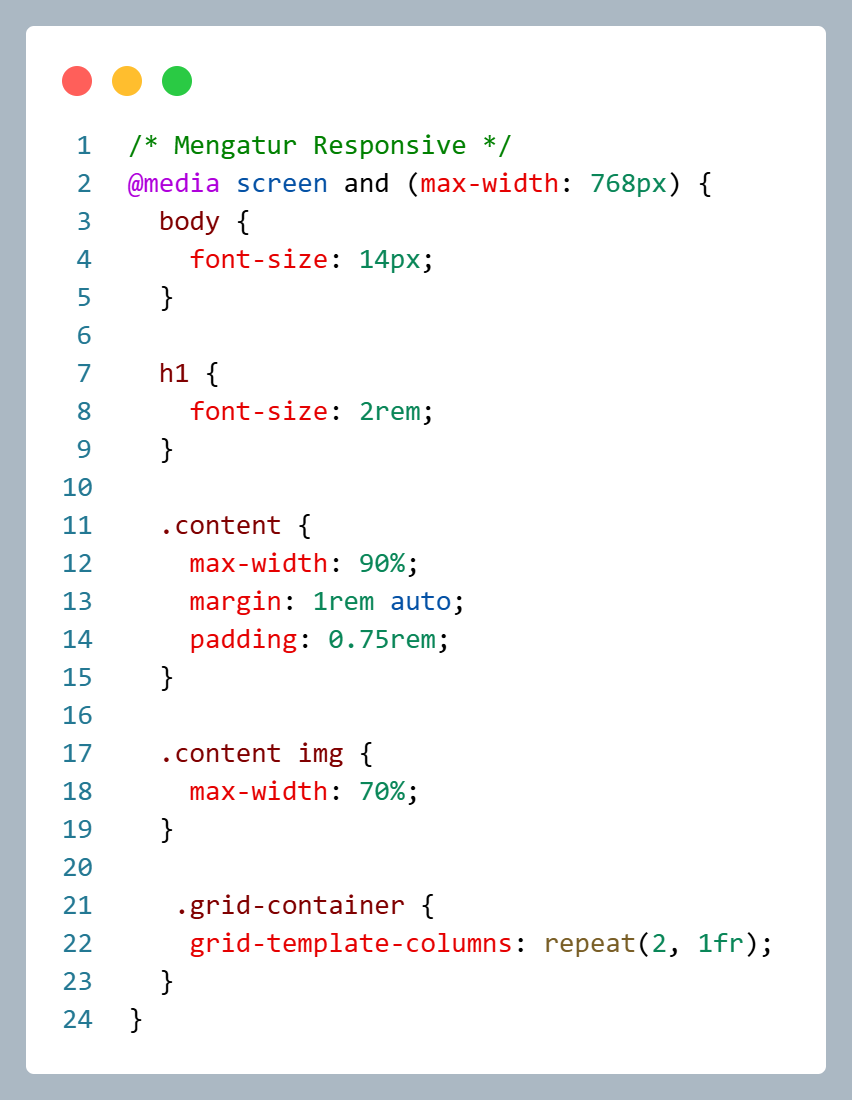 1 /* Mengatur Responsive */
2 @media screen and (max-width: 768px) {
3   body {
4     font-size: 14px;
5   }
6
7   h1 {
8     font-size: 2rem;
9   }
10
11   .content {
12     max-width: 90%;
13     margin: 1rem auto;
14     padding: 0.75rem;
15   }
16
17   .content img {
18     max-width: 70%;
19   }
20
21    .grid-container {
22     grid-template-columns: repeat(2, 1fr);
23   }
24 }